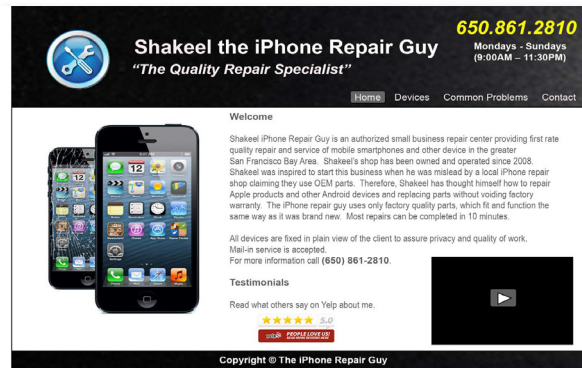 650.861.2810
Shakeel the iPhone Repair Guy
Mondays - Sundays
(9:00AM – 11:30PM)
“The Quality Repair Specialist”
Home Devices Common Problems Contact
Welcome
Shakeel iPhone Repair Guy is an authorized small business repair center providing first rate
quality repair and service of mobile smartphones and other device in the greater
San Francisco Bay Area. Shakeel's shop has been owned and operated since 2008.
Shakeel was inspired to start this business when he was mislead by a local iPhone repair
shop claiming they use OEM parts. Therefore, Shakeel has thought himself how to repair
Apple products and other Android devices and replacing parts without voiding factory
warranty. The iPhone repair guy uses only factory quality parts, which fit and function the
same way as it was brand new. Most repairs can be completed in 10 minutes.
All devices are fixed in plain view of the client to assure privacy and quality of work.
Mail-in service is accepted.
For more information call (650) 861-2810.
Testimonials
Read what others say on Yelp about me.
5.0
yelp PEOPLE LOVE US!
Copyright © The iPhone Repair Guy